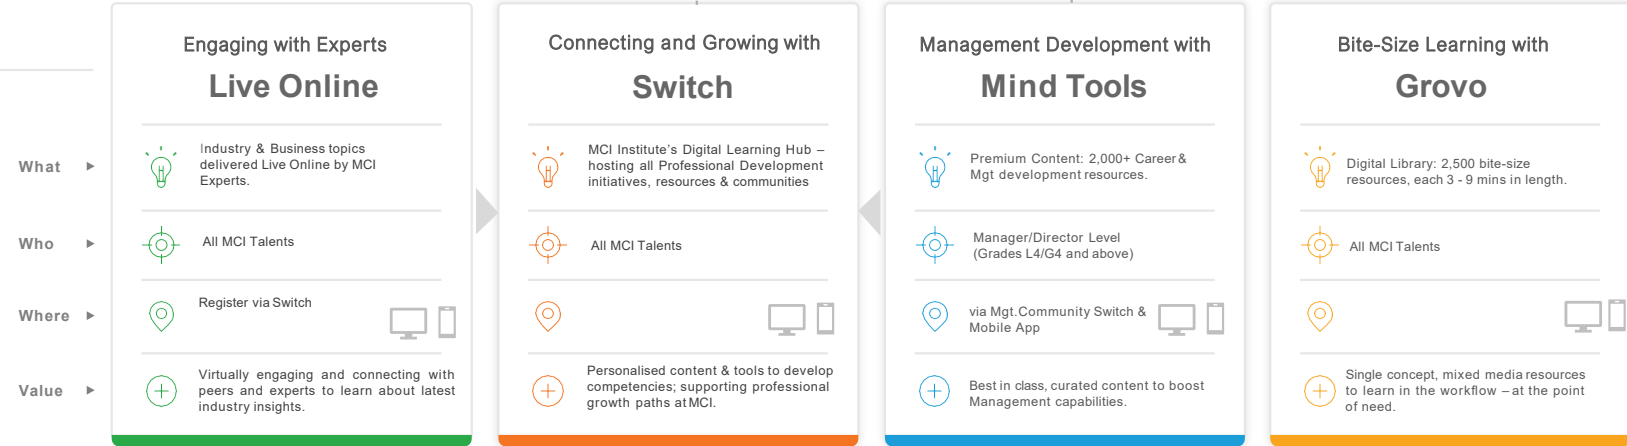 Engaging with Experts
Live Online
Connecting and Growing with
Switch
Management Development with
Mind Tools
Bite-Size Learning with
Grovo
What
Industry & Business topics
delivered Live Online by MCI
Experts.
MCI Institute's Digital Learning Hub –
hosting all Professional Development
initiatives, resources & communities
Premium Content: 2,000+ Career &
Mgt development resources.
Digital Library: 2,500 bite-size
resources, each 3 - 9 mins in length.
Who
All MCI Talents
All MCI Talents
Manager/Director Level
(Grades L4/G4 and above)
All MCI Talents
Where
Register via Switch
via Mgt.Community Switch &
Mobile App
Value
Virtually engaging and connecting with
peers and experts to learn about latest
industry insights.
Personalised content & tools to develop
competencies; supporting professional
growth paths at MCI.
Best in class, curated content to boost
Management capabilities.
Single concept, mixed media resources
to learn in the workflow – at the point
of need.